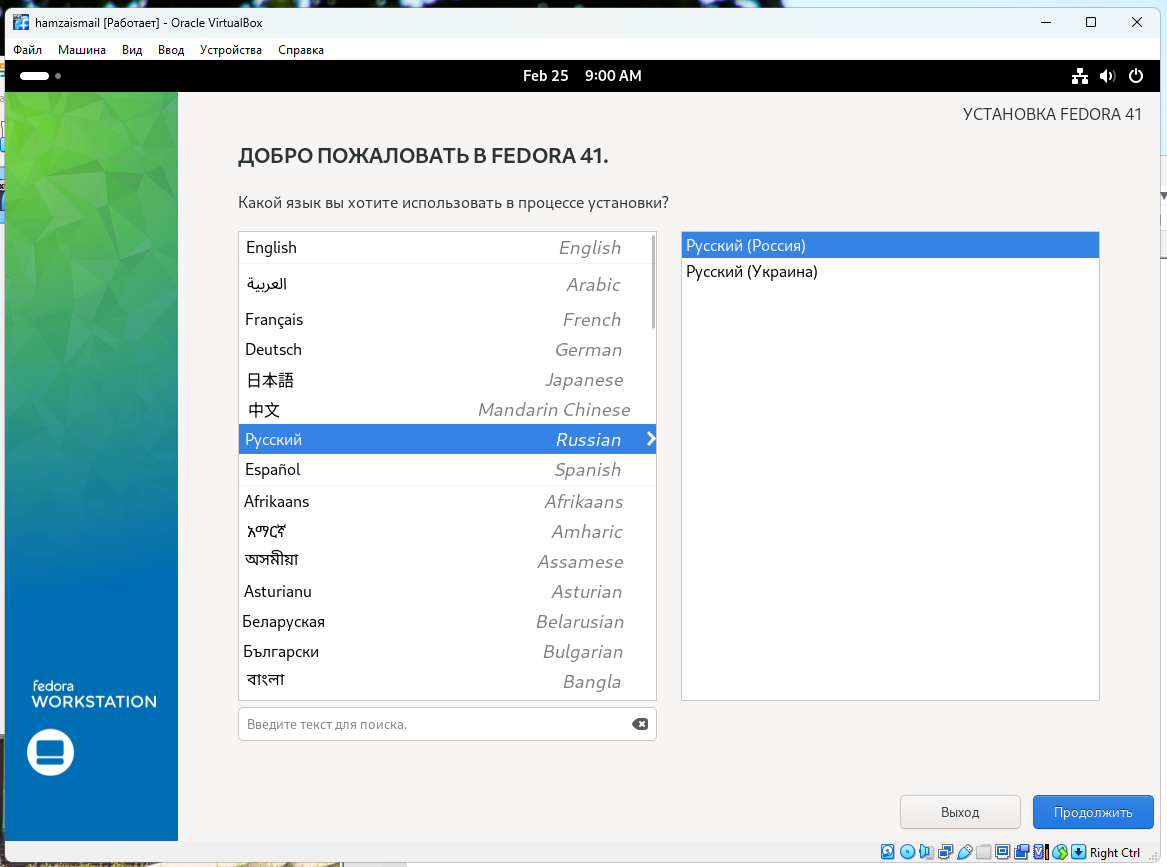 hamzaismail [Работает] - Oracle VirtualBox
Файл Машина Вид Ввод Устройства Справка
Feb 25 9:00 AM
УСТАНОВКА FEDORA 41
ДОБРО ПОЖАЛОВАТЬ В FEDORA 41.
Какой язык вы хотите использовать в процессе установки?
English English
العربية Arabic
Français French
Deutsch German
日本語 Japanese
中文 Mandarin Chinese
Русский Russian
Español Spanish
Afrikaans Afrikaans
አማርኛ Amharic
অসমীয়া Assamese
Asturianu Asturian
Беларуская Belarusian
Български Bulgarian
বাংলা Bangla
Русский (Россия)
Русский (Украина)
Введите текст для поиска.
fedora
WORKSTATION
Выход Продолжить
Right Ctrl